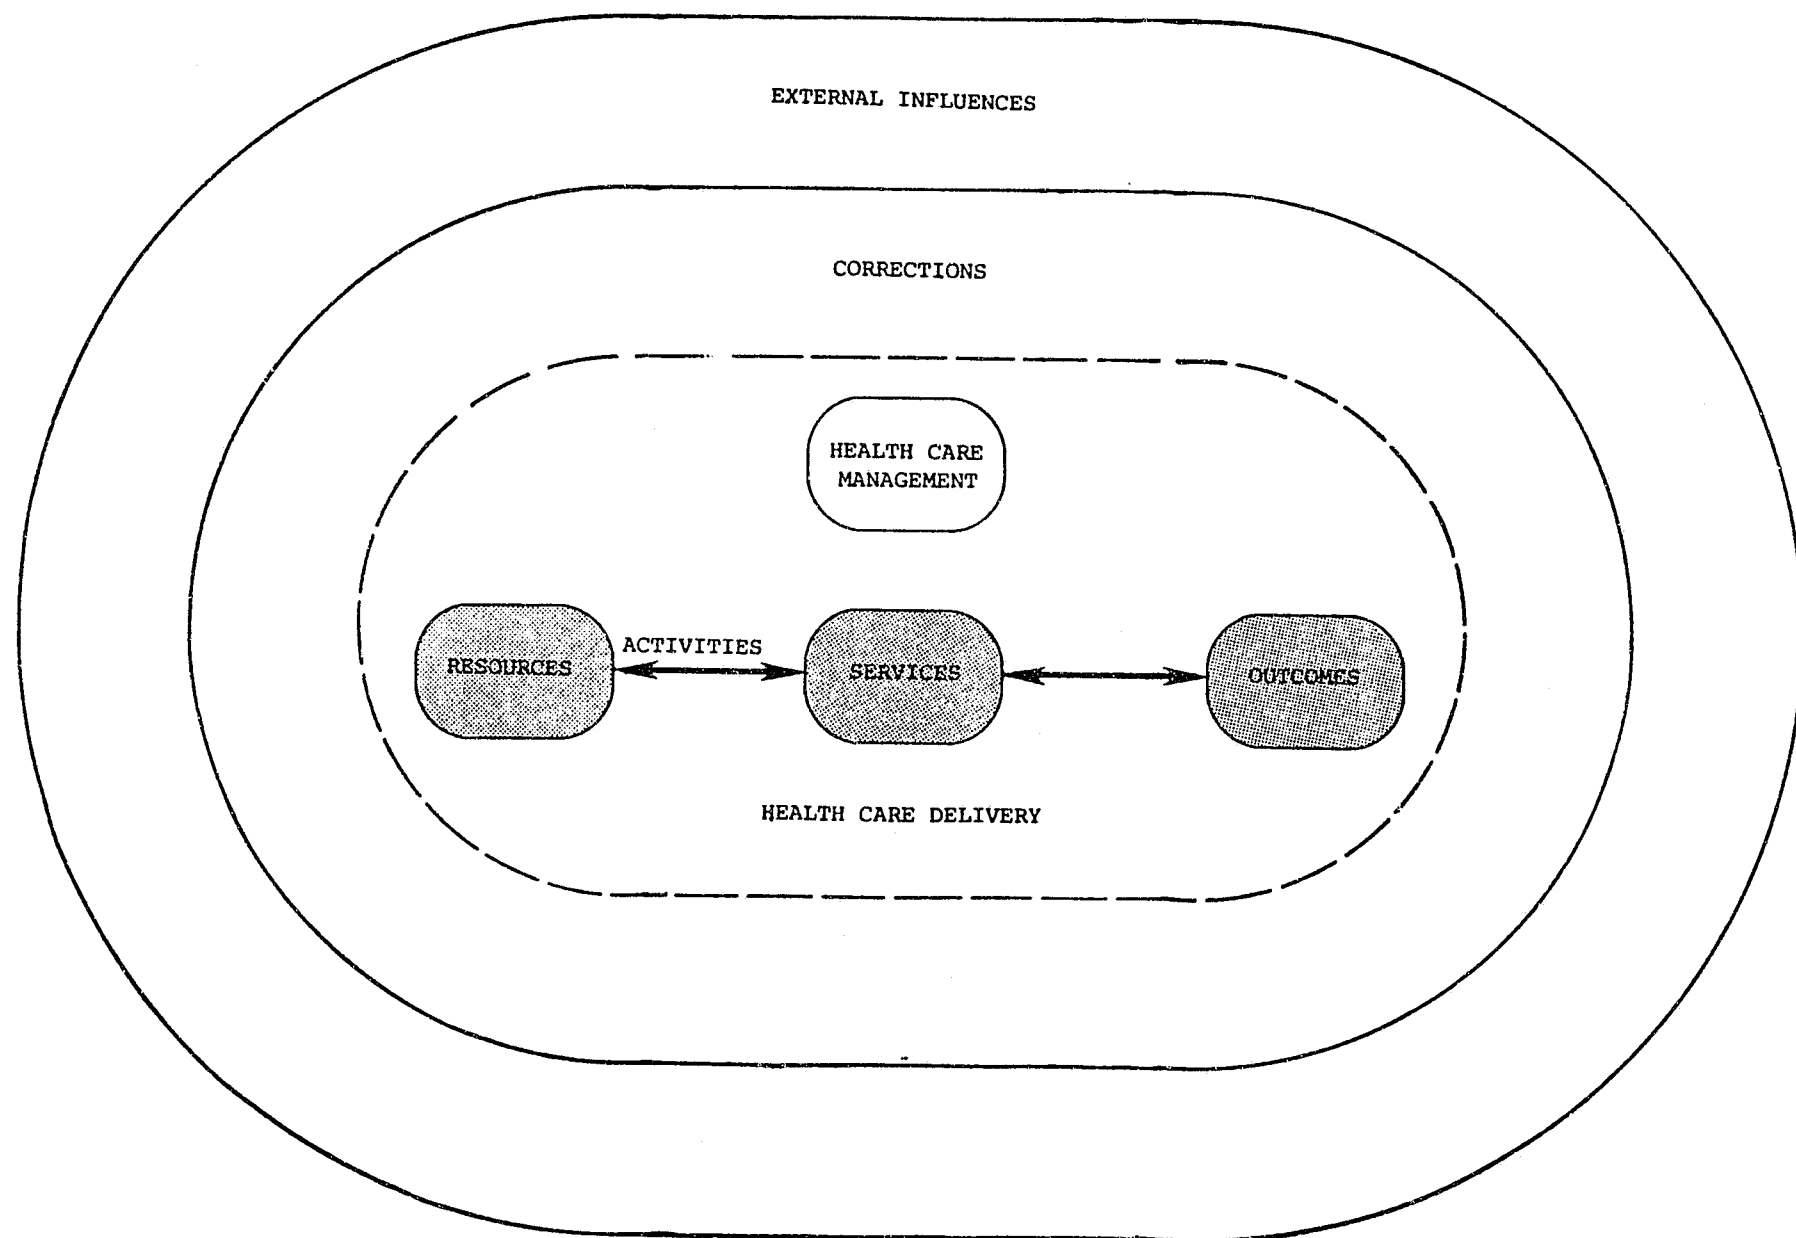 EXTERNAL INFLUENCES
CORRECTIONS
HEALTH CARE
MANAGEMENT
ACTIVITIES
RESOURCES
SERVICES
OUTCOMES
HEALTH CARE DELIVERY